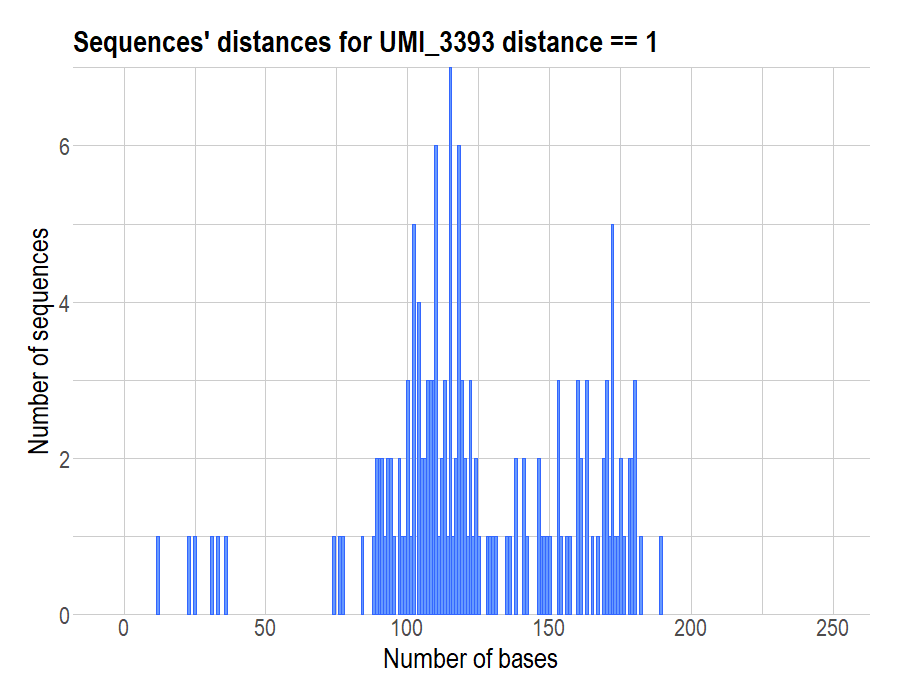 Sequences' distances for UMI_3393 distance == 1
Number of sequences
6
4
2
0
0 50 100 150 200 250
Number of bases